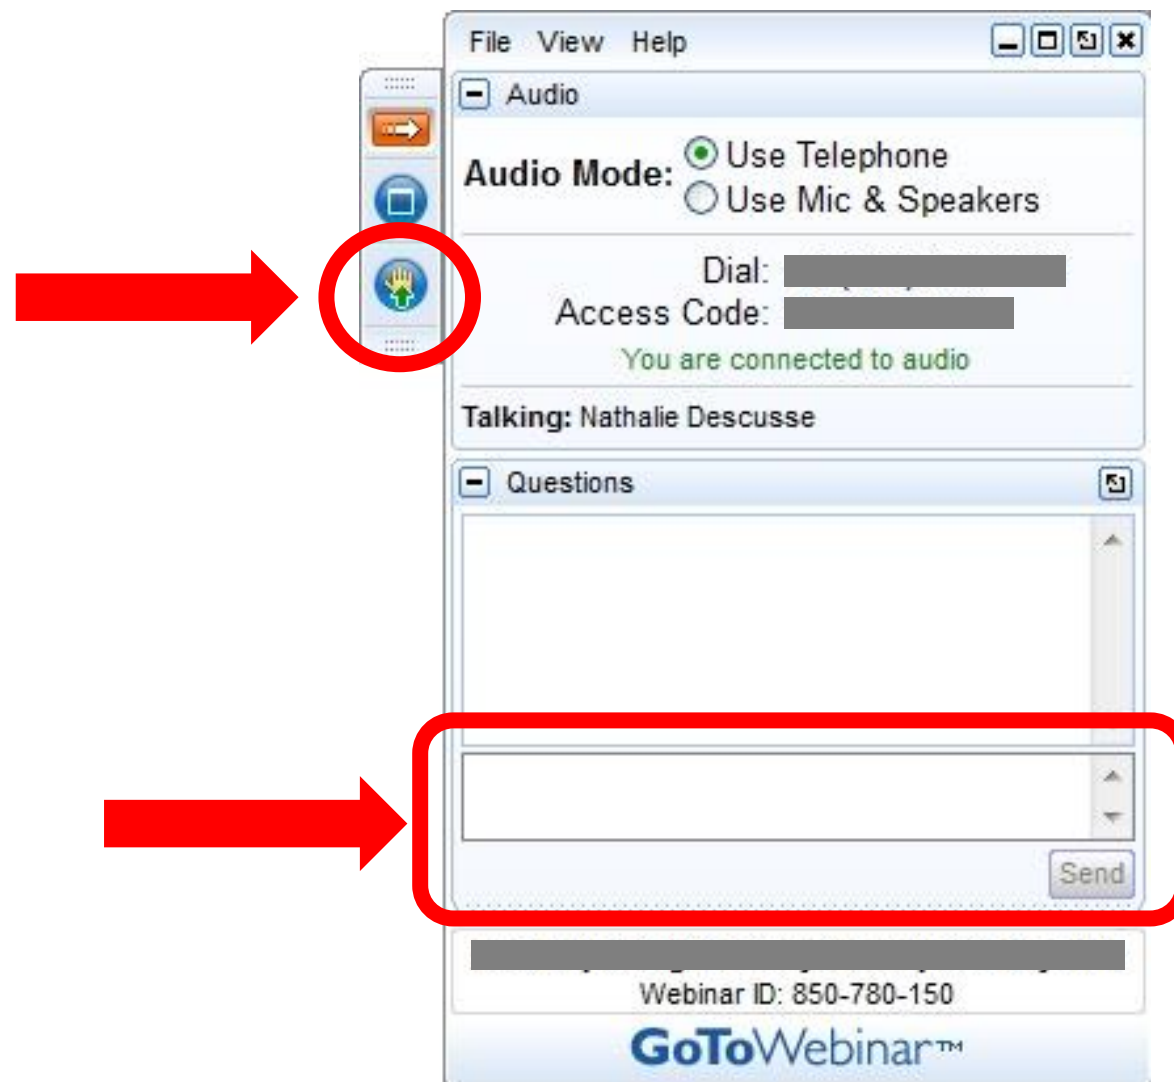 File View Help
Audio
Audio Mode: Use Telephone
Use Mic & Speakers
Dial:
Access Code:
You are connected to audio
Talking: Nathalie Descusse
Questions
Send
Webinar ID: 850-780-150
GoToWebinar™